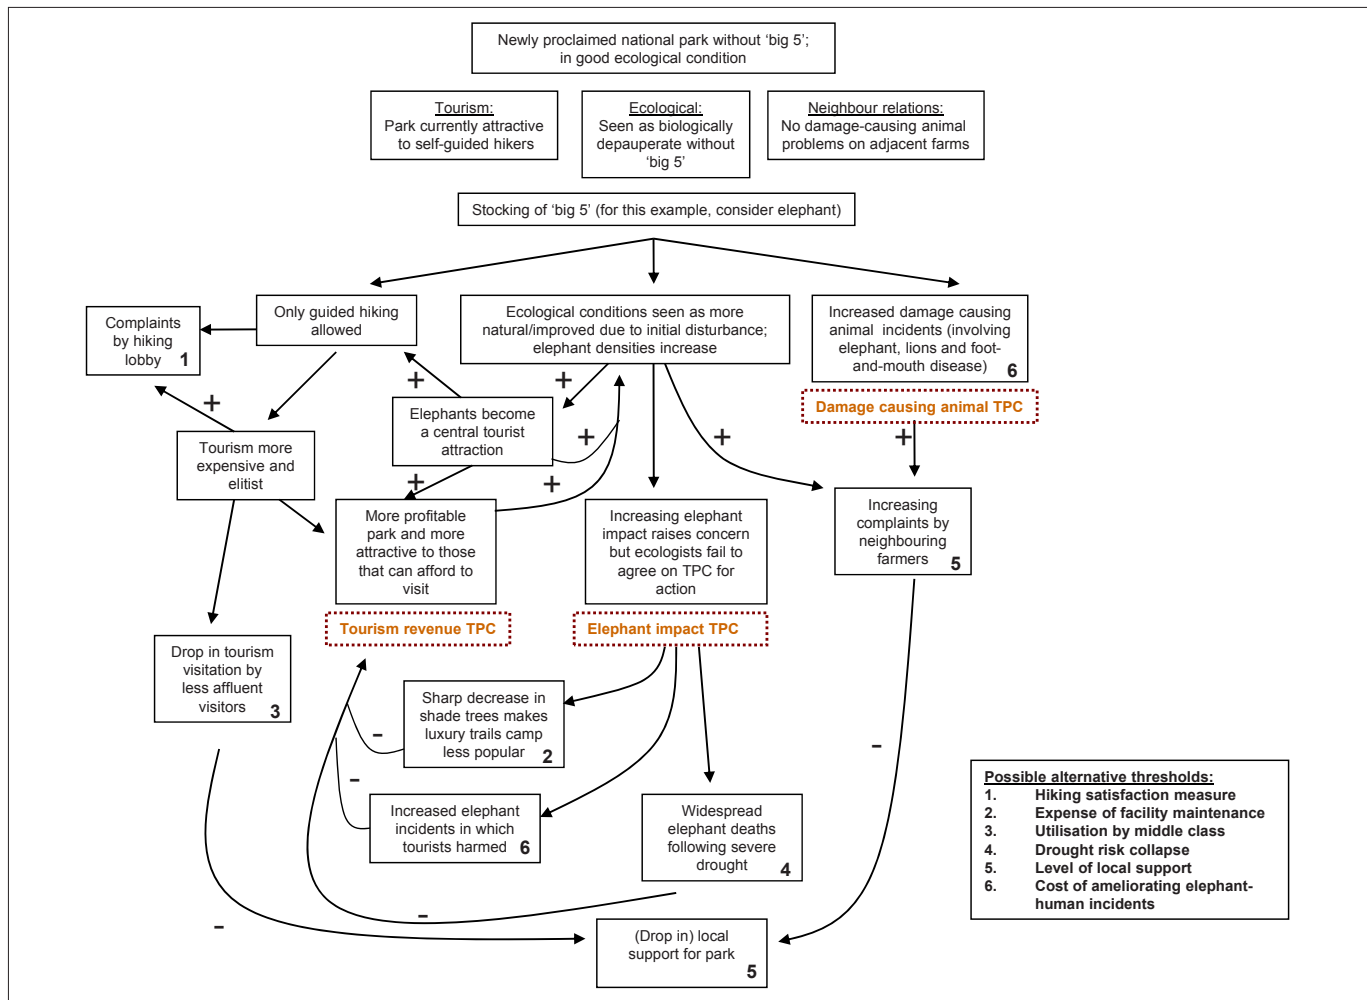 Newly proclaimed national park without ‘big 5’;
in good ecological condition
Tourism:
Park currently attractive
to self-guided hikers
Ecological:
Seen as biologically
depauperate without
‘big 5’
Neighbour relations:
No damage-causing animal
problems on adjacent farms
Stocking of ‘big 5’ (for this example, consider elephant)
Complaints
by hiking
lobby
1
Only guided hiking
allowed
Ecological conditions seen as more
natural/improved due to initial disturbance;
elephant densities increase
Increased damage causing
animal incidents (involving
elephant, lions and foot-
and-mouth disease)
6
Damage causing animal TPC
+
+
+
Elephants become
a central tourist
attraction
+
+
+
Tourism more
expensive and
elitist
+
+
More profitable
park and more
attractive to those
that can afford to
visit
Increasing elephant
impact raises concern
but ecologists fail to
agree on TPC for
action
Increasing
complaints by
neighbouring
farmers
5
Tourism revenue TPC
Elephant impact TPC
Drop in tourism
visitation by
less affluent
visitors
3
Sharp decrease in
shade trees makes
luxury trails camp
less popular
2
-
-
-
Increased elephant
incidents in which
tourists harmed
6
Widespread
elephant deaths
following severe
drought
4
-
-
(Drop in) local
support for park
5
Possible alternative thresholds:
1. Hiking satisfaction measure
2. Expense of facility maintenance
3. Utilisation by middle class
4. Drought risk collapse
5. Level of local support
6. Cost of ameliorating elephant-
human incidents